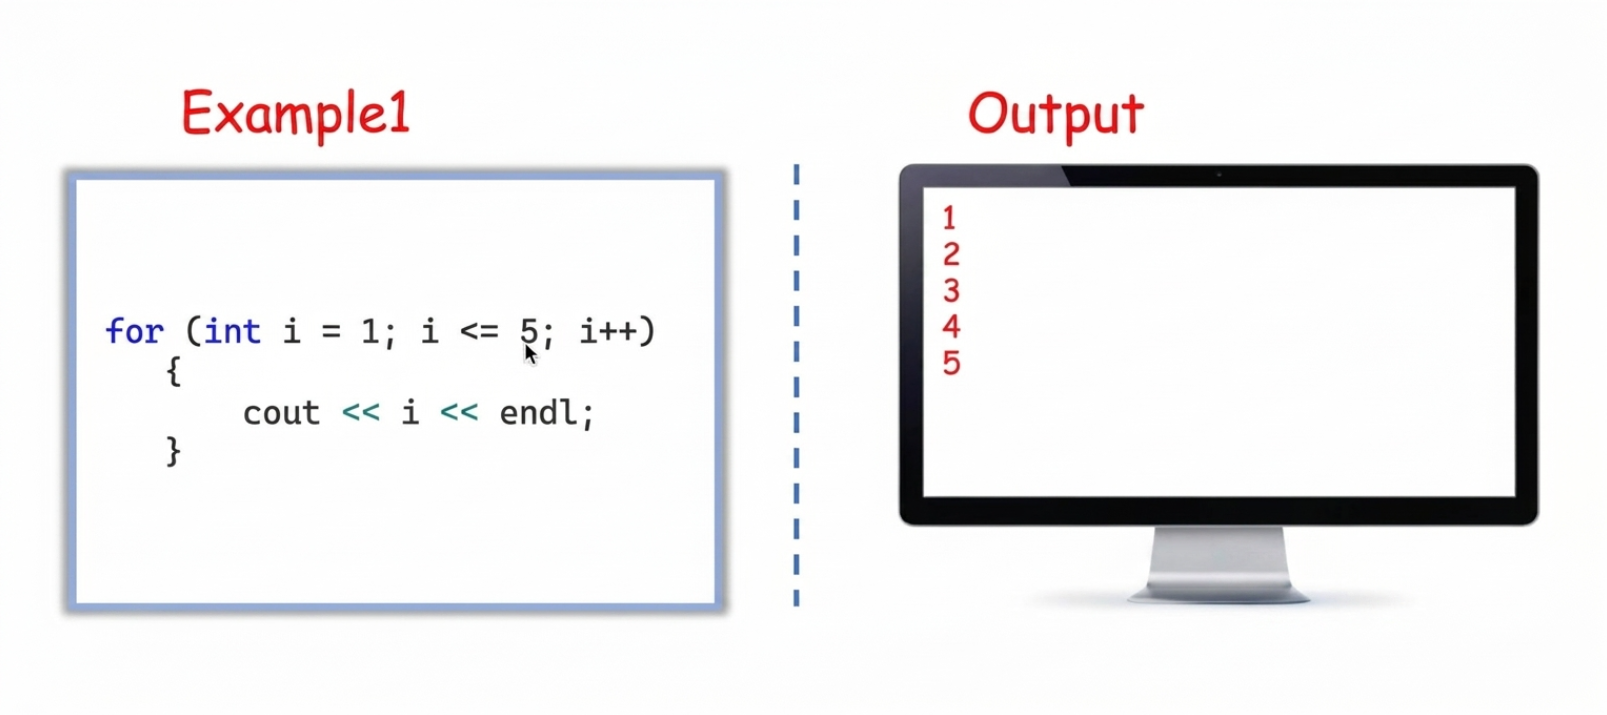 Example1
for (int i = 1; i <= 5; i++)
{
cout << i << endl;
}
Output
1
2
3
4
5